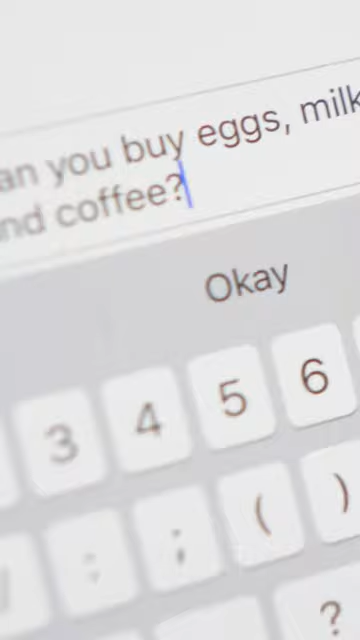 an you buy eggs, milk
nd coffee?
Okay
3 4 5 6
/ : ; ( )
?